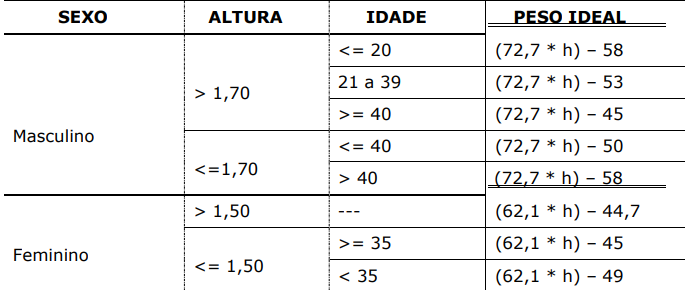 SEXO ALTURA IDADE PESO IDEAL
<= 20 (72,7 * h) – 58
> 1,70 21 a 39 (72,7 * h) – 53
>= 40 (72,7 * h) – 45
Masculino
<= 40 (72,7 * h) – 50
<=1,70
> 40 (72,7 * h) – 58
> 1,50 --- (62,1 * h) – 44,7
Feminino
>= 35 (62,1 * h) – 45
<= 1,50
< 35 (62,1 * h) – 49